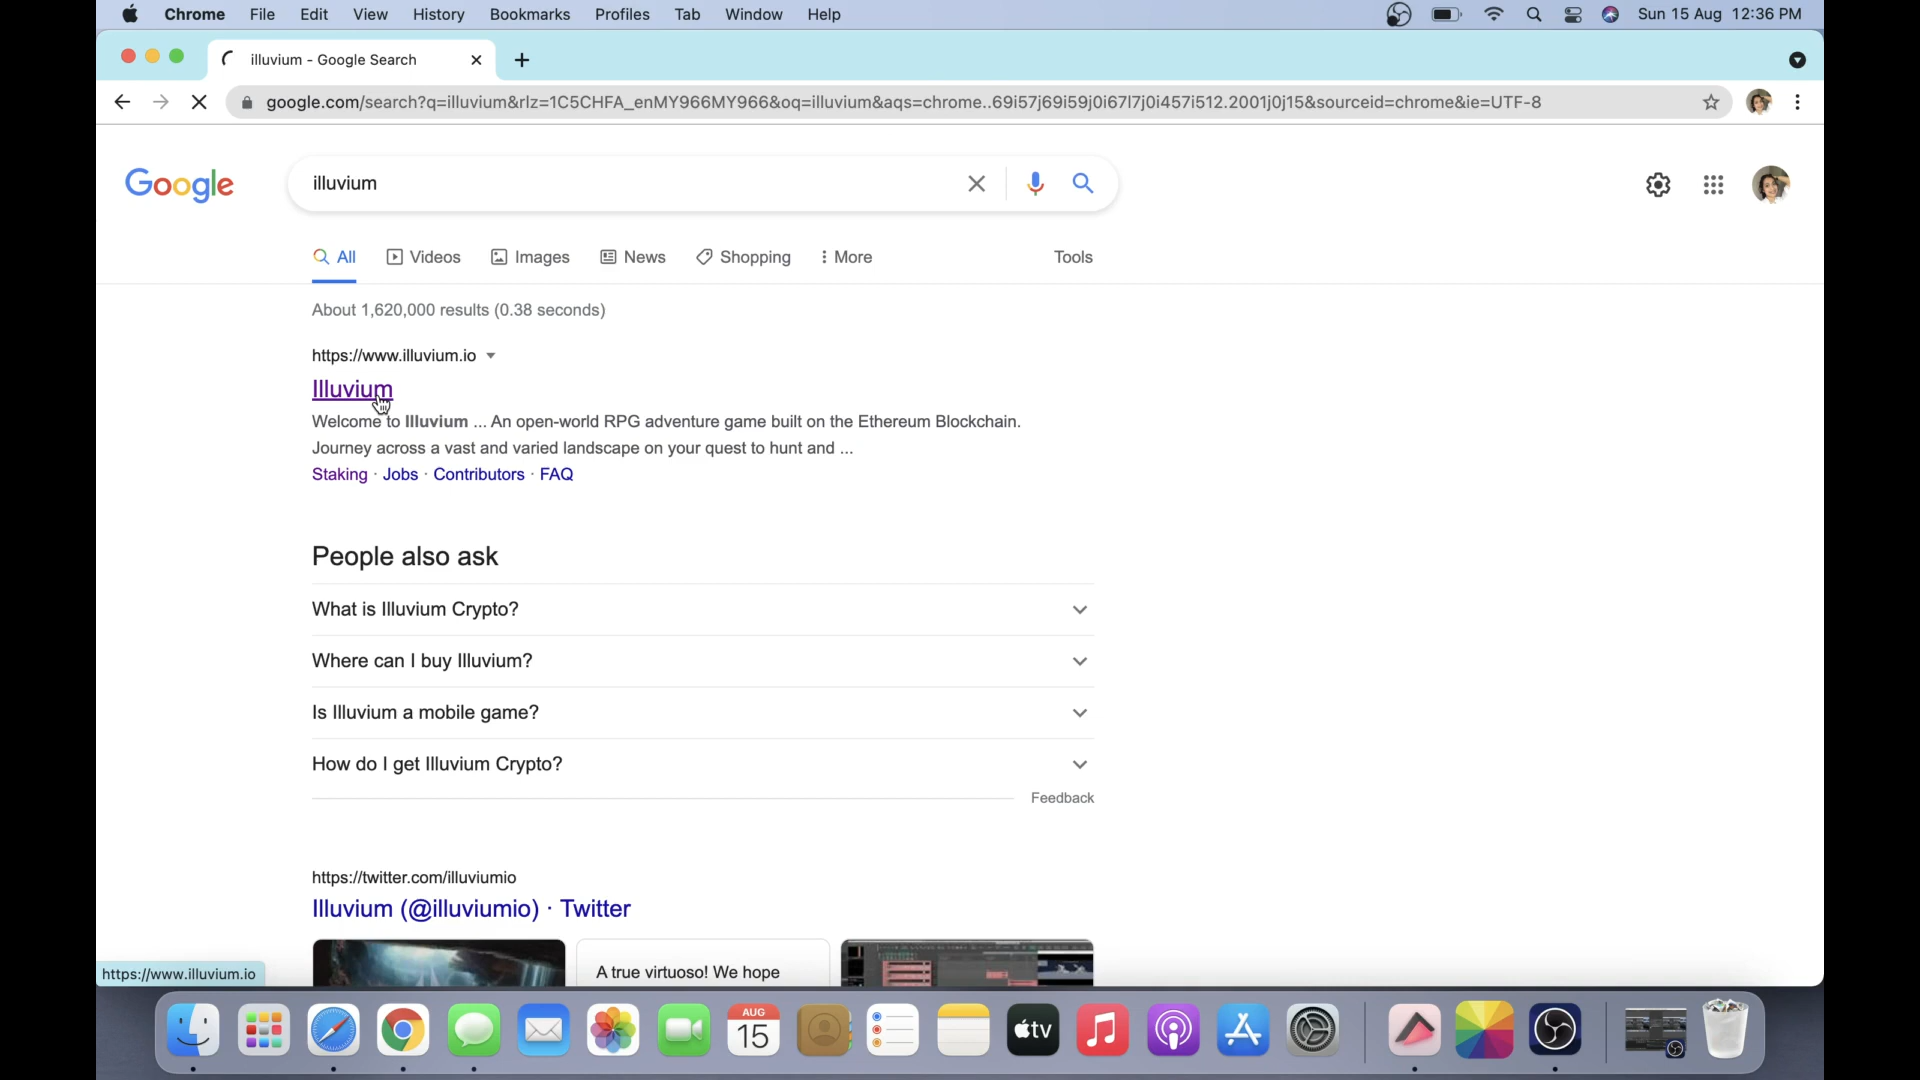 Chrome File Edit View History Bookmarks Profiles Tab Window Help Sun 15 Aug 12:36 PM
illuvium - Google Search
google.com/search?q=illuvium&rlz=1C5CHFA_enMY966MY966&oq=illuvium&aqs=chrome..69i57j69i59j0i67l7j0i457i512.2001j0j15&sourceid=chrome&ie=UTF-8
Google illuvium
All Videos Images News Shopping More Tools
About 1,620,000 results (0.38 seconds)
https://www.illuvium.io
Illuvium
Welcome to Illuvium ... An open-world RPG adventure game built on the Ethereum Blockchain.
Journey across a vast and varied landscape on your quest to hunt and ...
Staking · Jobs · Contributors · FAQ
People also ask
What is Illuvium Crypto?
Where can I buy Illuvium?
Is Illuvium a mobile game?
How do I get Illuvium Crypto?
Feedback
https://twitter.com/illuviumio
Illuvium (@illuviumio) · Twitter
A true virtuoso! We hope
https://www.illuvium.io
AUG
15
tv